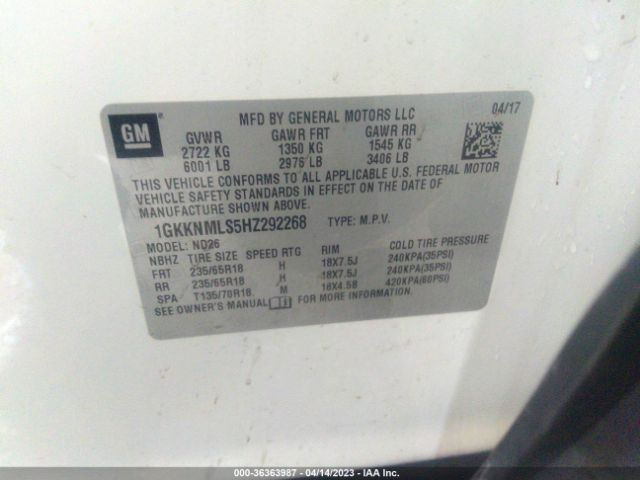 GM
MFD BY GENERAL MOTORS LLC 04/17
GVWR GAWR FRT GAWR RR
2722 KG 1350 KG 1545 KG
6001 LB 2976 LB 3406 LB
THIS VEHICLE CONFORMS TO ALL APPLICABLE U.S. FEDERAL MOTOR
VEHICLE SAFETY STANDARDS IN EFFECT ON THE DATE OF
MANUFACTURE SHOWN ABOVE.
1GKKNMLS5HZ292268 TYPE: M.P.V.
MODEL: ND26
NBHZ TIRE SIZE SPEED RTG RIM COLD TIRE PRESSURE
FRT 235/65R18 H 18X7.5J 240KPA(35PSI)
RR 235/65R18 H 18X7.5J 240KPA(35PSI)
SPA T135/70R18 M 18X4.5B 420KPA(60PSI)
SEE OWNER'S MANUAL FOR MORE INFORMATION.
000-36363987 - 04/14/2023 - IAA Inc.